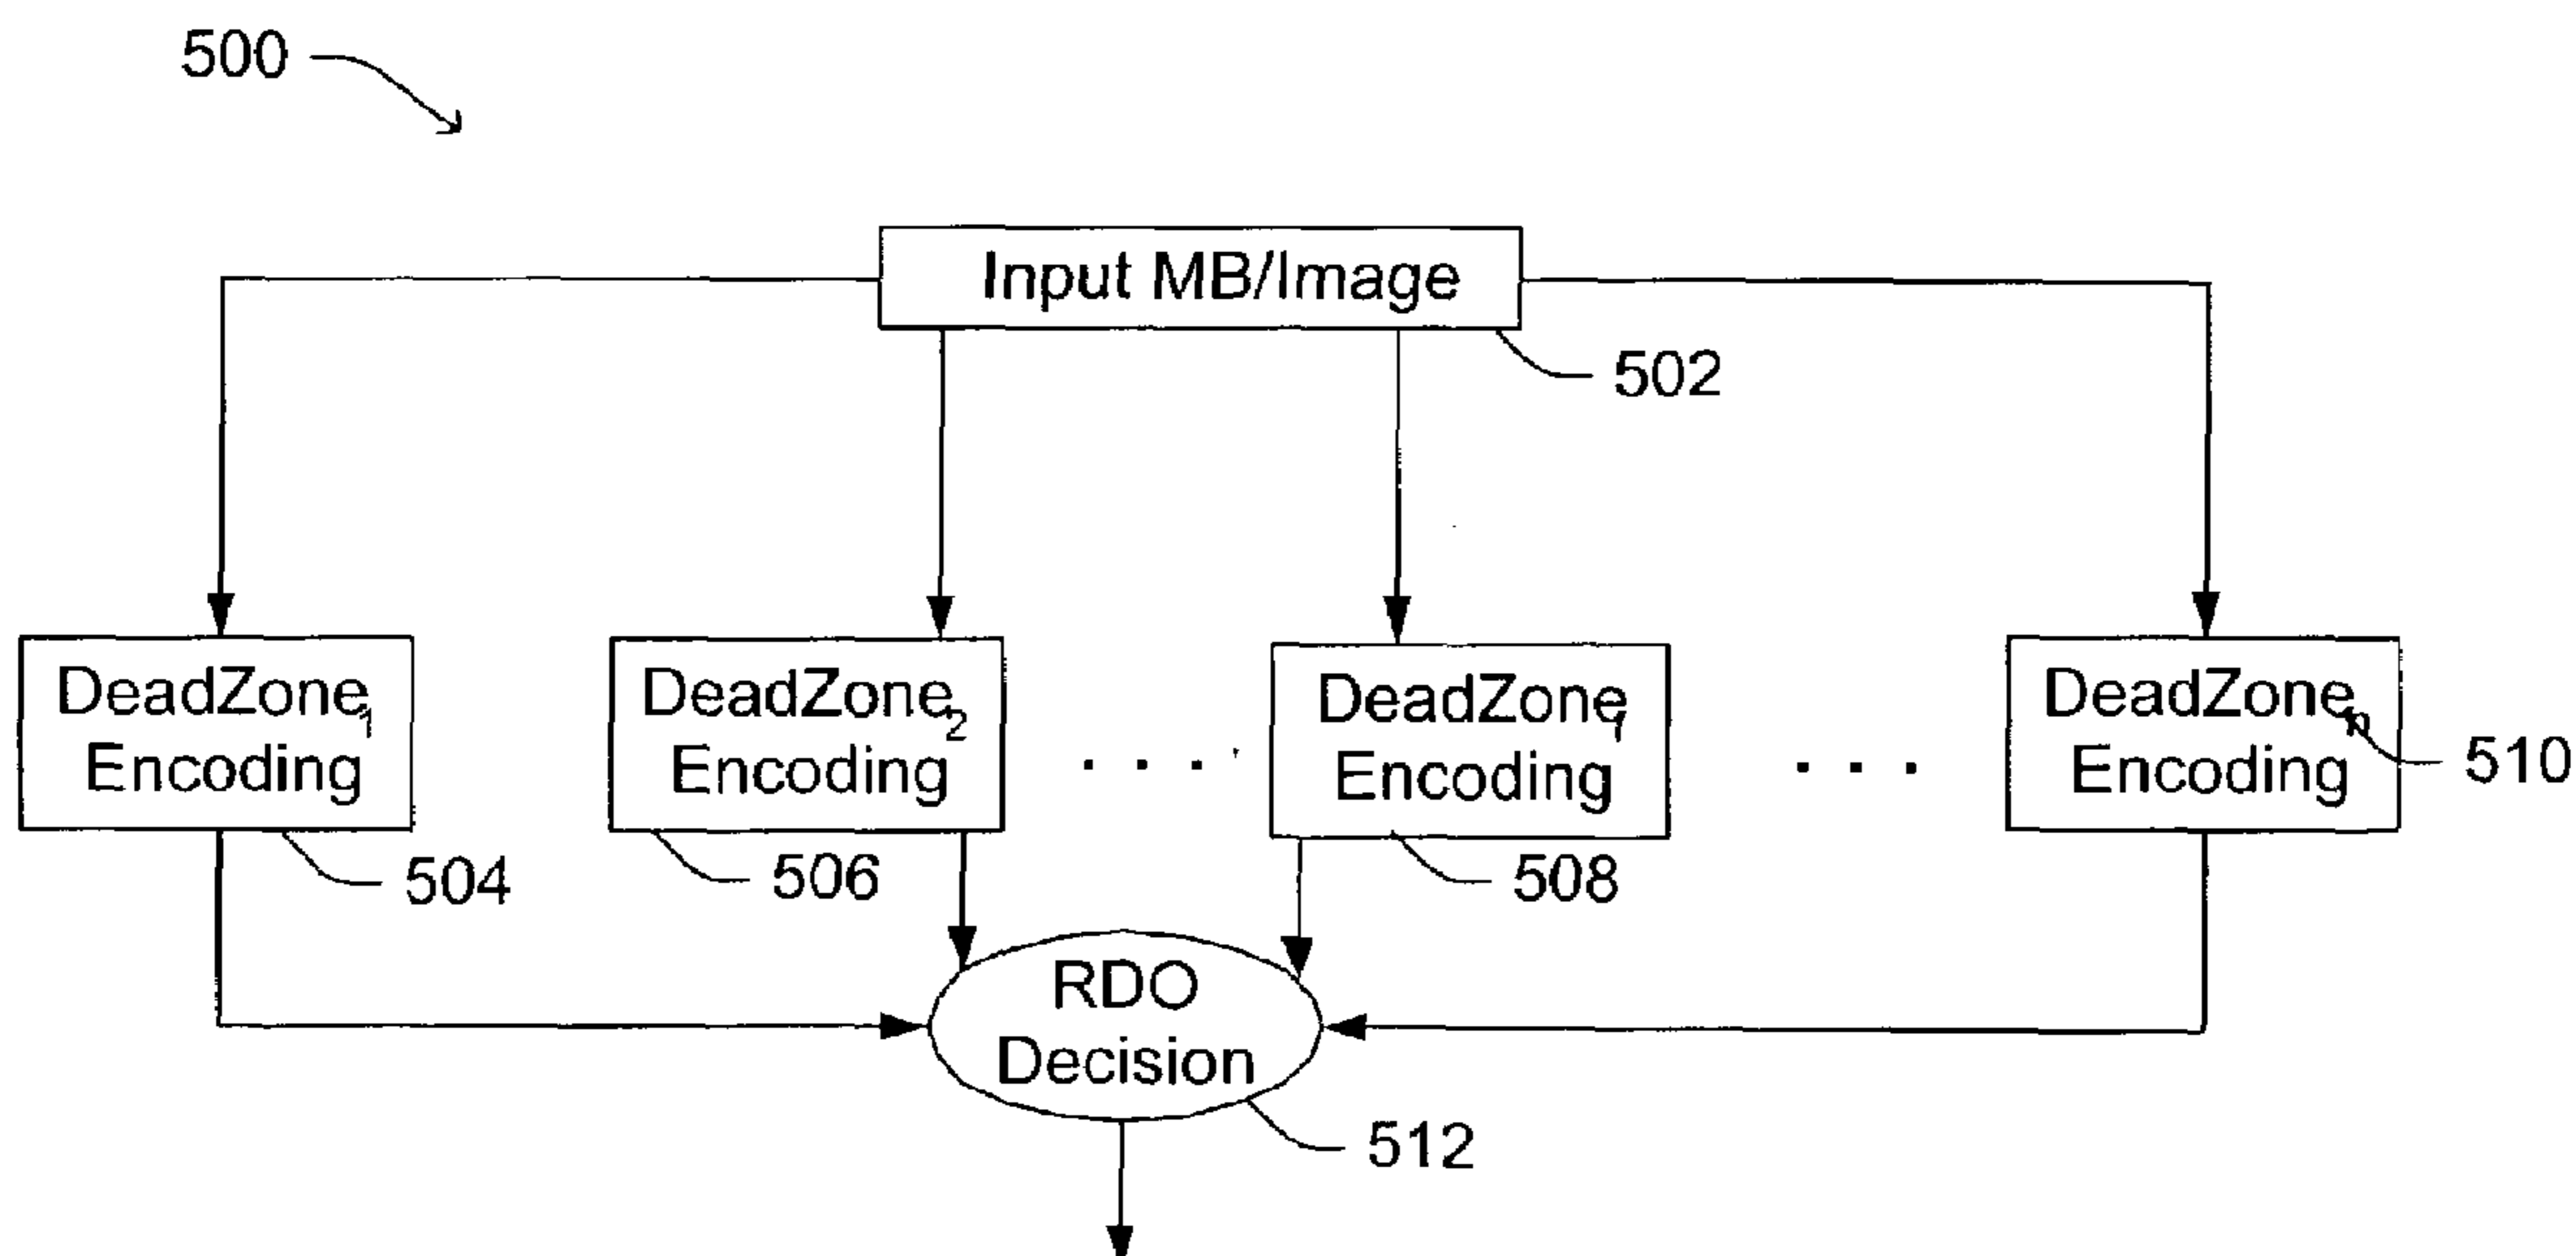 500
Input MB/Image
502
DeadZone1
Encoding
504
DeadZone2
Encoding
506
. . .
DeadZone
Encoding
508
. . .
DeadZonen
Encoding
510
RDO
Decision
512